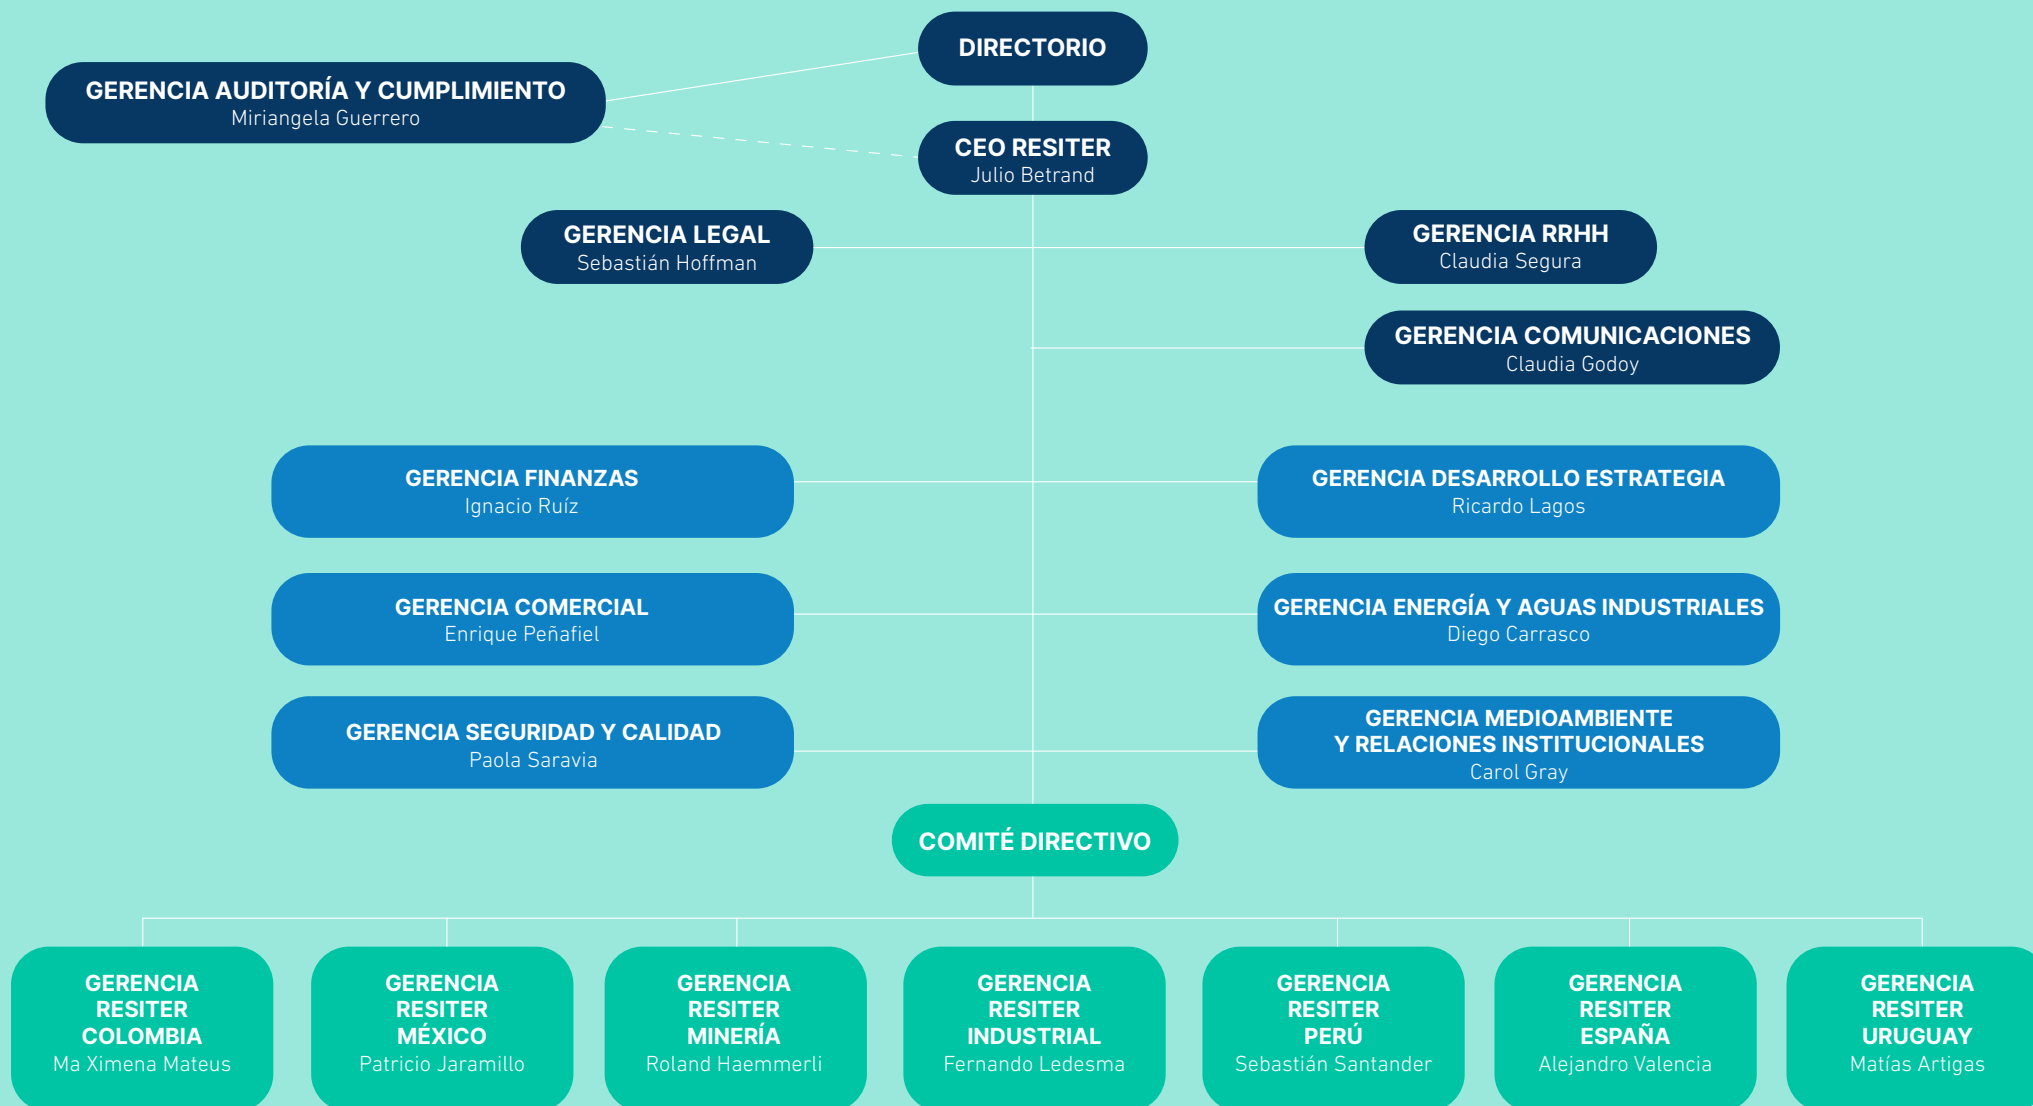 DIRECTORIO
GERENCIA AUDITORÍA Y CUMPLIMIENTO
Miriangela Guerrero
CEO RESITER
Julio Betrand
GERENCIA LEGAL
Sebastián Hoffman
GERENCIA RRHH
Claudia Segura
GERENCIA COMUNICACIONES
Claudia Godoy
GERENCIA FINANZAS
Ignacio Ruíz
GERENCIA DESARROLLO ESTRATEGIA
Ricardo Lagos
GERENCIA COMERCIAL
Enrique Peñafiel
GERENCIA ENERGÍA Y AGUAS INDUSTRIALES
Diego Carrasco
GERENCIA SEGURIDAD Y CALIDAD
Paola Saravia
GERENCIA MEDIOAMBIENTE
Y RELACIONES INSTITUCIONALES
Carol Gray
COMITÉ DIRECTIVO
GERENCIA
RESITER
COLOMBIA
Ma Ximena Mateus
GERENCIA
RESITER
MÉXICO
Patricio Jaramillo
GERENCIA
RESITER
MINERÍA
Roland Haemmerli
GERENCIA
RESITER
INDUSTRIAL
Fernando Ledesma
GERENCIA
RESITER
PERÚ
Sebastián Santander
GERENCIA
RESITER
ESPAÑA
Alejandro Valencia
GERENCIA
RESITER
URUGUAY
Matías Artigas